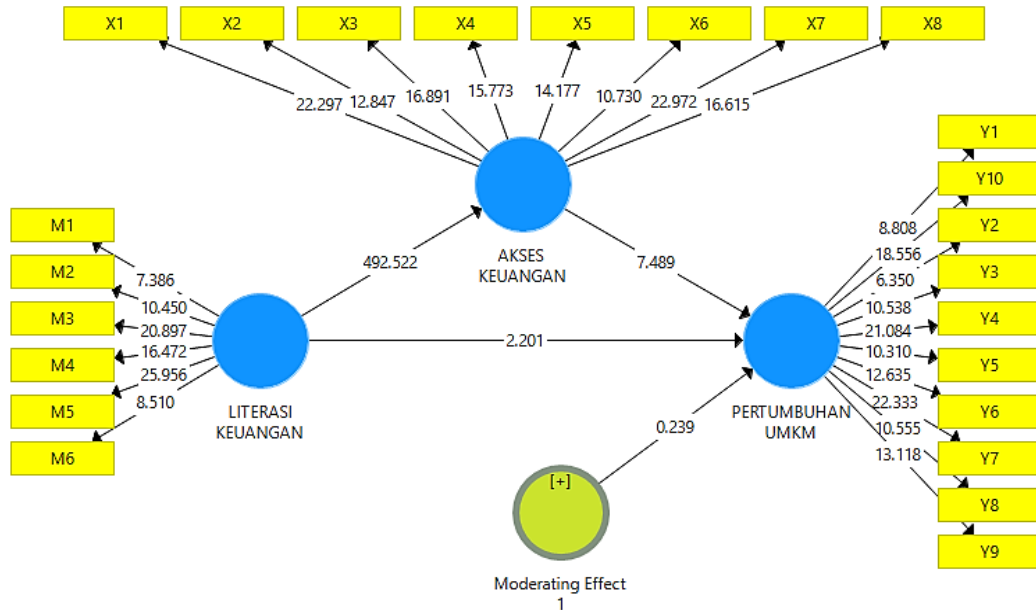 X1 X2 X3 X4 X5 X6 X7 X8
22.297 12.847 16.891 15.773 14.177 10.730 22.972 16.615
AKSES
KEUANGAN
M1
M2
M3
M4
M5
M6
7.386
10.450
20.897
16.472
25.956
8.510
LITERASI
KEUANGAN
492.522
7.489
2.201
0.239
PERTUMBUHAN
UMKM
Y1
Y10
Y2
Y3
Y4
Y5
Y6
Y7
Y8
Y9
8.808
18.556
6.350
10.538
21.084
10.310
12.635
22.333
10.555
13.118
[+]
Moderating Effect
1